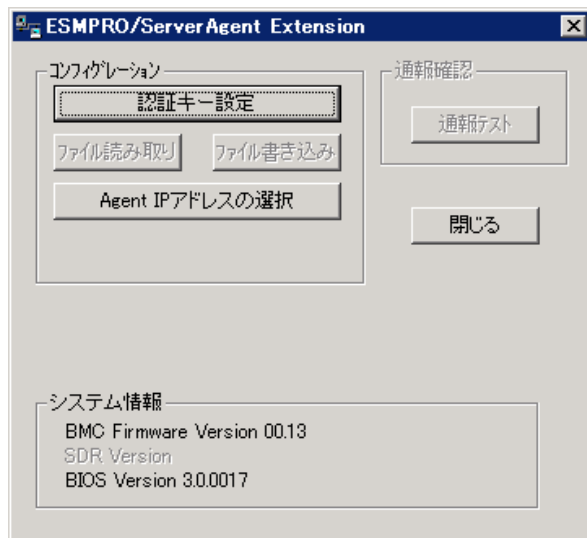 ESMPRO/ServerAgent Extension
コンフィグレーション
認証キー設定
ファイル読み取り
ファイル書き込み
Agent IPアドレスの選択
通報確認
通報テスト
閉じる
システム情報
BMC Firmware Version 00.13
SDR Version
BIOS Version 3.0.0017